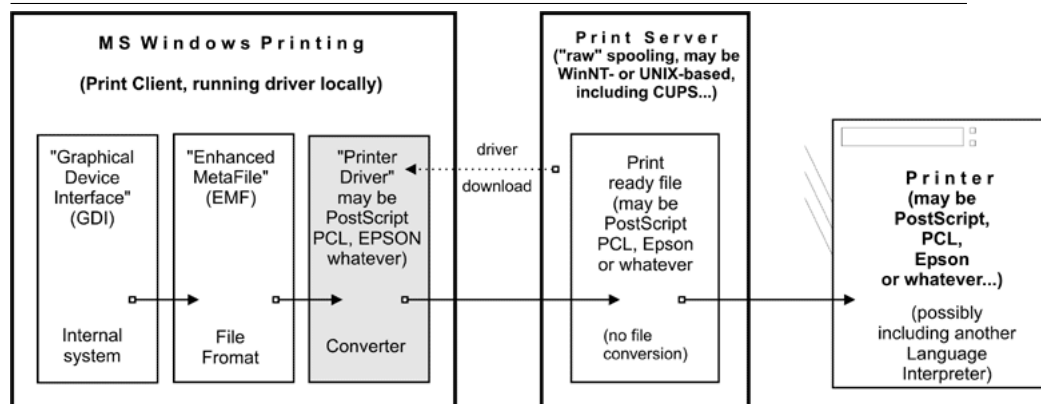 MS Windows Printing
(Print Client, running driver locally)
"Graphical
Device
Interface"
(GDI)
Internal
system
"Enhanced
MetaFile"
(EMF)
File
Fromat
"Printer
Driver"
may be
PostScript
PCL, EPSON
whatever)
Converter
driver
download
Print Server
("raw" spooling, may be
WinNT- or UNIX-based,
including CUPS...)
Print
ready file
(may be
PostScript
PCL, Epson
or whatever
(no file
conversion)
Printer
(may be
PostScript,
PCL,
Epson
or whatever...)
(possibly
including another
Language
Interpreter)